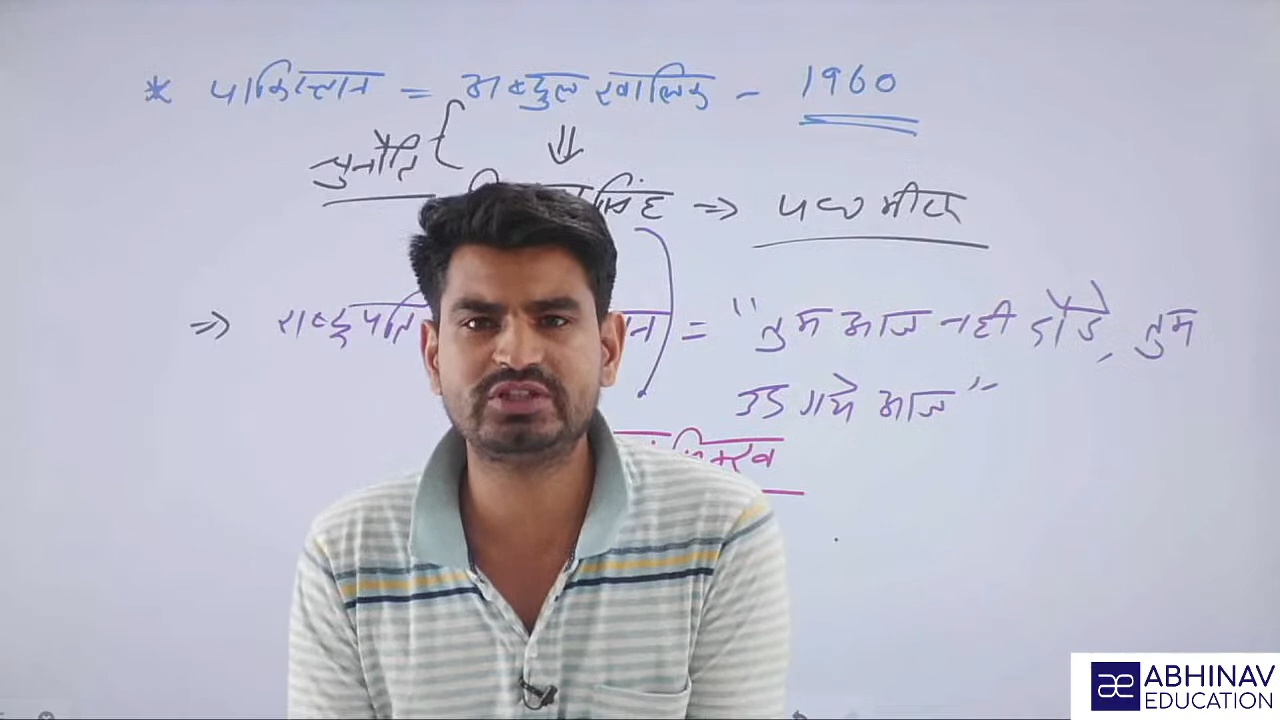 * पाकिस्तान = अब्दुल खालिक - 1960
चुनौति {
⇓
सिंह ⇒
⇒ राष्ट्रपति = "तुम आज नही दौडे, तुम
उड गये आज"
ABHINAV
EDUCATION